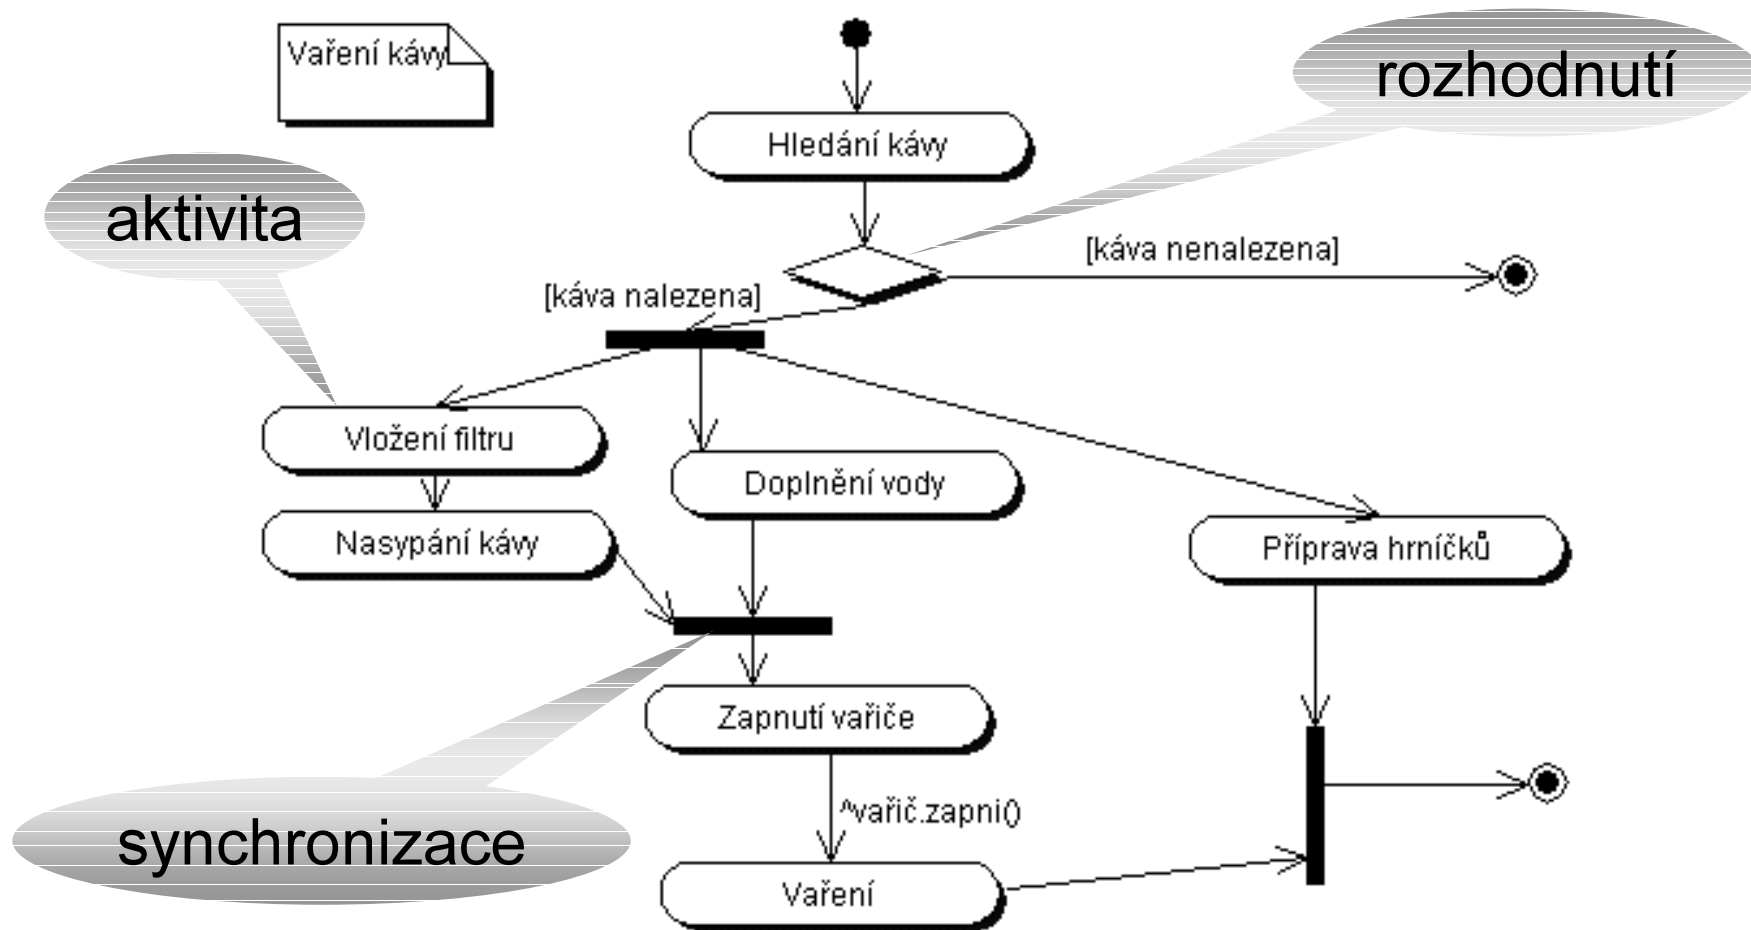 Vaření kávy
rozhodnutí
Hledání kávy
aktivita
[káva nenalezena]
[káva nalezena]
Vložení filtru
Doplnění vody
Nasypání kávy
Příprava hrníčků
Zapnutí vařiče
^vařič.zapni()
synchronizace
Vaření